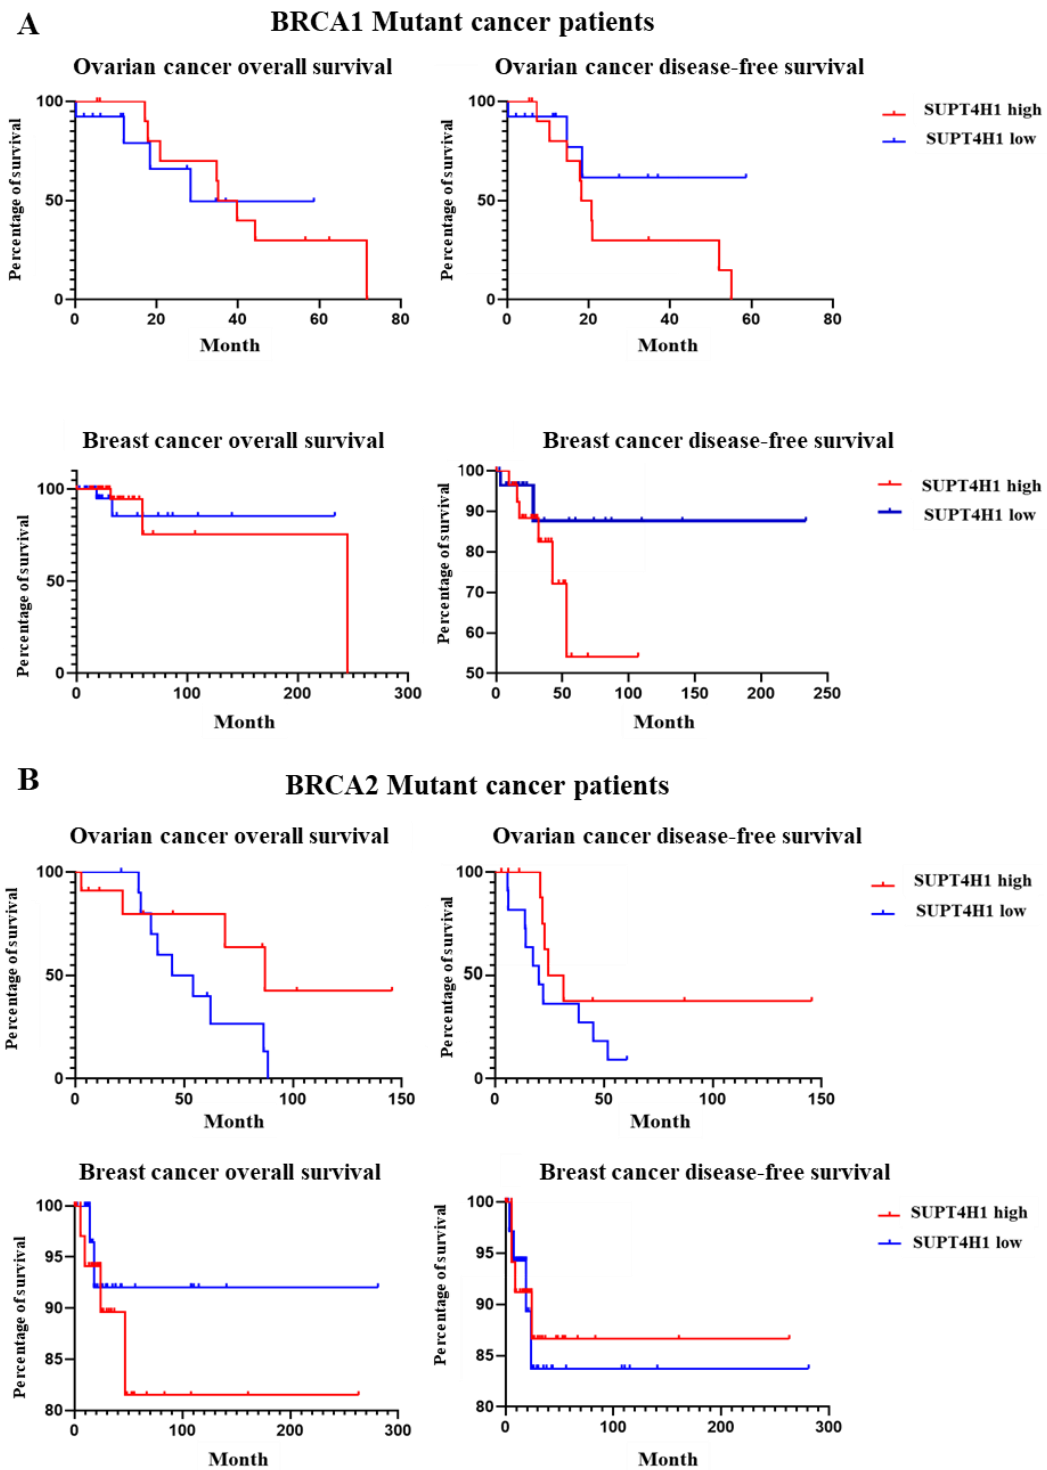 A
BRCA1 Mutant cancer patients
Ovarian cancer overall survival
Percentage of survival
100
50
0
0 20 40 60 80
Month
Ovarian cancer disease-free survival
Percentage of survival
100
50
0
0 20 40 60 80
Month
SUPT4H1 high
SUPT4H1 low
Breast cancer overall survival
Percentage of survival
100
50
0
0 100 200 300
Month
Breast cancer disease-free survival
Percentage of survival
100
90
80
70
60
50
0 50 100 150 200 250
Month
SUPT4H1 high
SUPT4H1 low
B
BRCA2 Mutant cancer patients
Ovarian cancer overall survival
Percentage of survival
100
50
0
0 50 100 150
Month
Ovarian cancer disease-free survival
Percentage of survival
100
50
0
0 50 100 150
Month
SUPT4H1 high
SUPT4H1 low
Breast cancer overall survival
Percentage of survival
100
95
90
85
80
0 100 200 300
Month
Breast cancer disease-free survival
Percentage of survival
100
95
90
85
80
0 100 200 300
Month
SUPT4H1 high
SUPT4H1 low